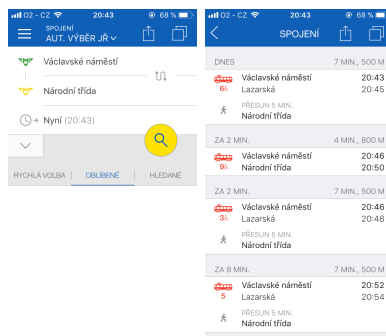 O2 - CZ 20:43 68 %
SPOJENÍ
AUT. VÝBĚR JŘ
Václavské náměstí
Národní třída
Nyní (20:43)
RYCHLÁ VOLBA | OBLÍBENÉ | HLEDANÉ
O2 - CZ 20:43 68 %
SPOJENÍ
DNES 7 MIN., 500 M
Václavské náměstí 20:43
6 Lazarská 20:45
PŘESUN 5 MIN.
Národní třída
ZA 2 MIN. 4 MIN., 800 M
Václavské náměstí 20:46
9 Národní třída 20:50
ZA 2 MIN. 7 MIN., 500 M
Václavské náměstí 20:46
3 Lazarská 20:48
PŘESUN 5 MIN.
Národní třída
ZA 8 MIN. 7 MIN., 500 M
Václavské náměstí 20:52
5 Lazarská 20:54
PŘESUN 5 MIN.
Národní třída